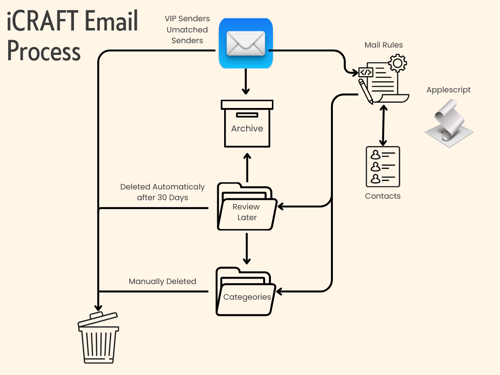 iCRAFT Email
Process
VIP Senders
Umatched
Senders
Mail Rules
Applescript
Archive
Contacts
Deleted Automaticaly
after 30 Days
Review
Later
Manually Deleted
Categeories